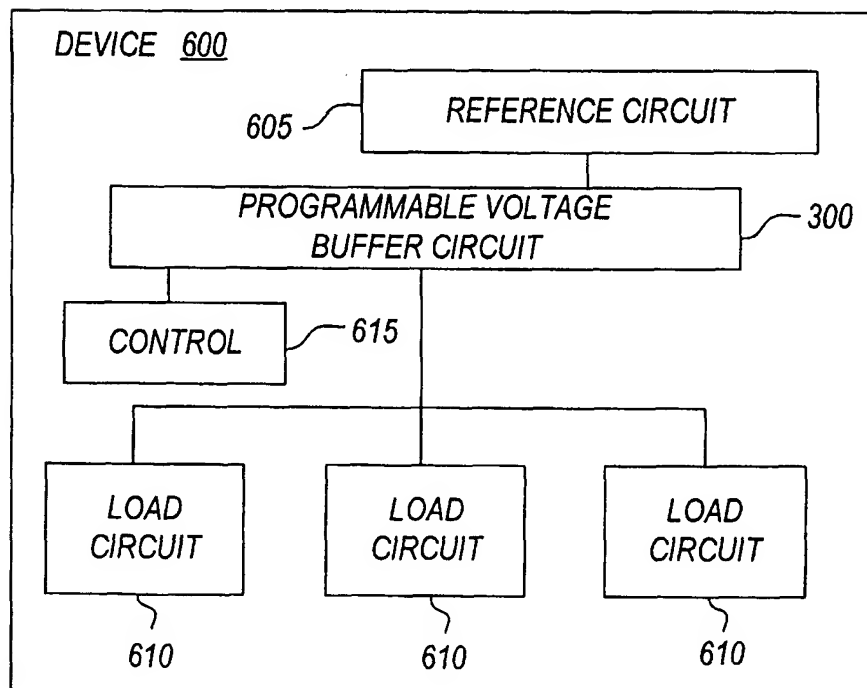 DEVICE 600
REFERENCE CIRCUIT
605
PROGRAMMABLE VOLTAGE
BUFFER CIRCUIT
300
CONTROL
615
LOAD
CIRCUIT
LOAD
CIRCUIT
LOAD
CIRCUIT
610
610
610